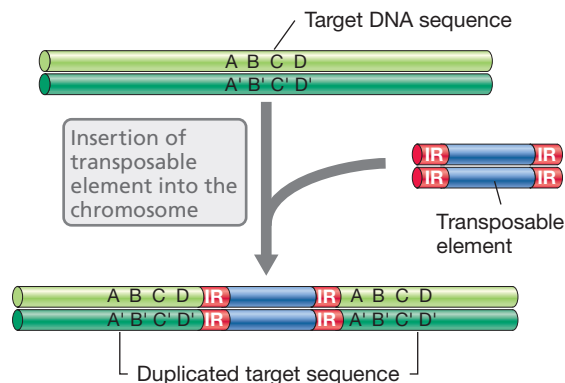 Target DNA sequence
A B C D
A' B' C' D'
Insertion of
transposable
element into the
chromosome
IR IR
IR IR
Transposable
element
A B C D IR IR A B C D
A' B' C' D' IR IR A' B' C' D'
Duplicated target sequence